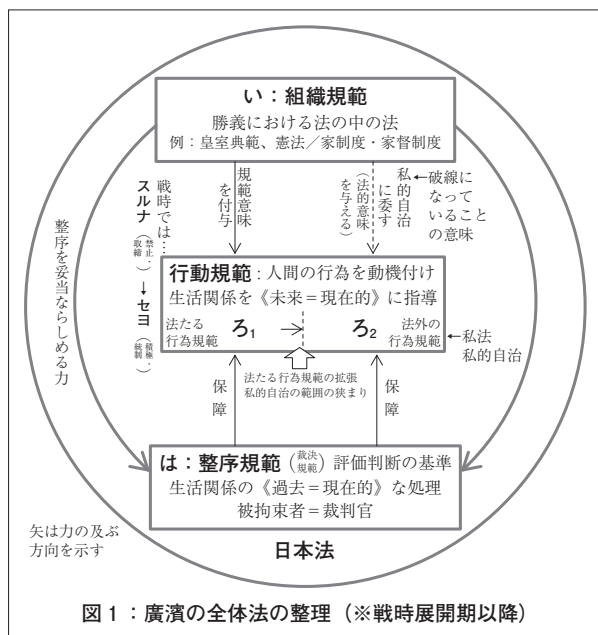 い：組織規範
勝義における法の中の法
例：皇室典範、憲法／家制度・家督制度
整序を妥当ならしめる力
戦時では…
スルナ（禁止、取締）→セヨ（積極、統制）
規範意味
を付与
私的自治
に委す
（法的意味
を与える）
←破線に
なって
いること
の意味
行動規範：人間の行為を動機付け
生活関係を《未来＝現在的》に指導
法たる
行為規範
ろ1
→
ろ2
法外の
行為規範
←私法
私的自治
保障
法たる行為規範の拡張
私的自治の範囲の狭まり
保障
は：整序規範（裁決規範）評価判断の基準
生活関係の《過去＝現在的》な処理
被拘束者＝裁判官
矢は力の及ぶ
方向を示す
日本法
図1：廣濱の全体法の整理（※戦時展開期以降）